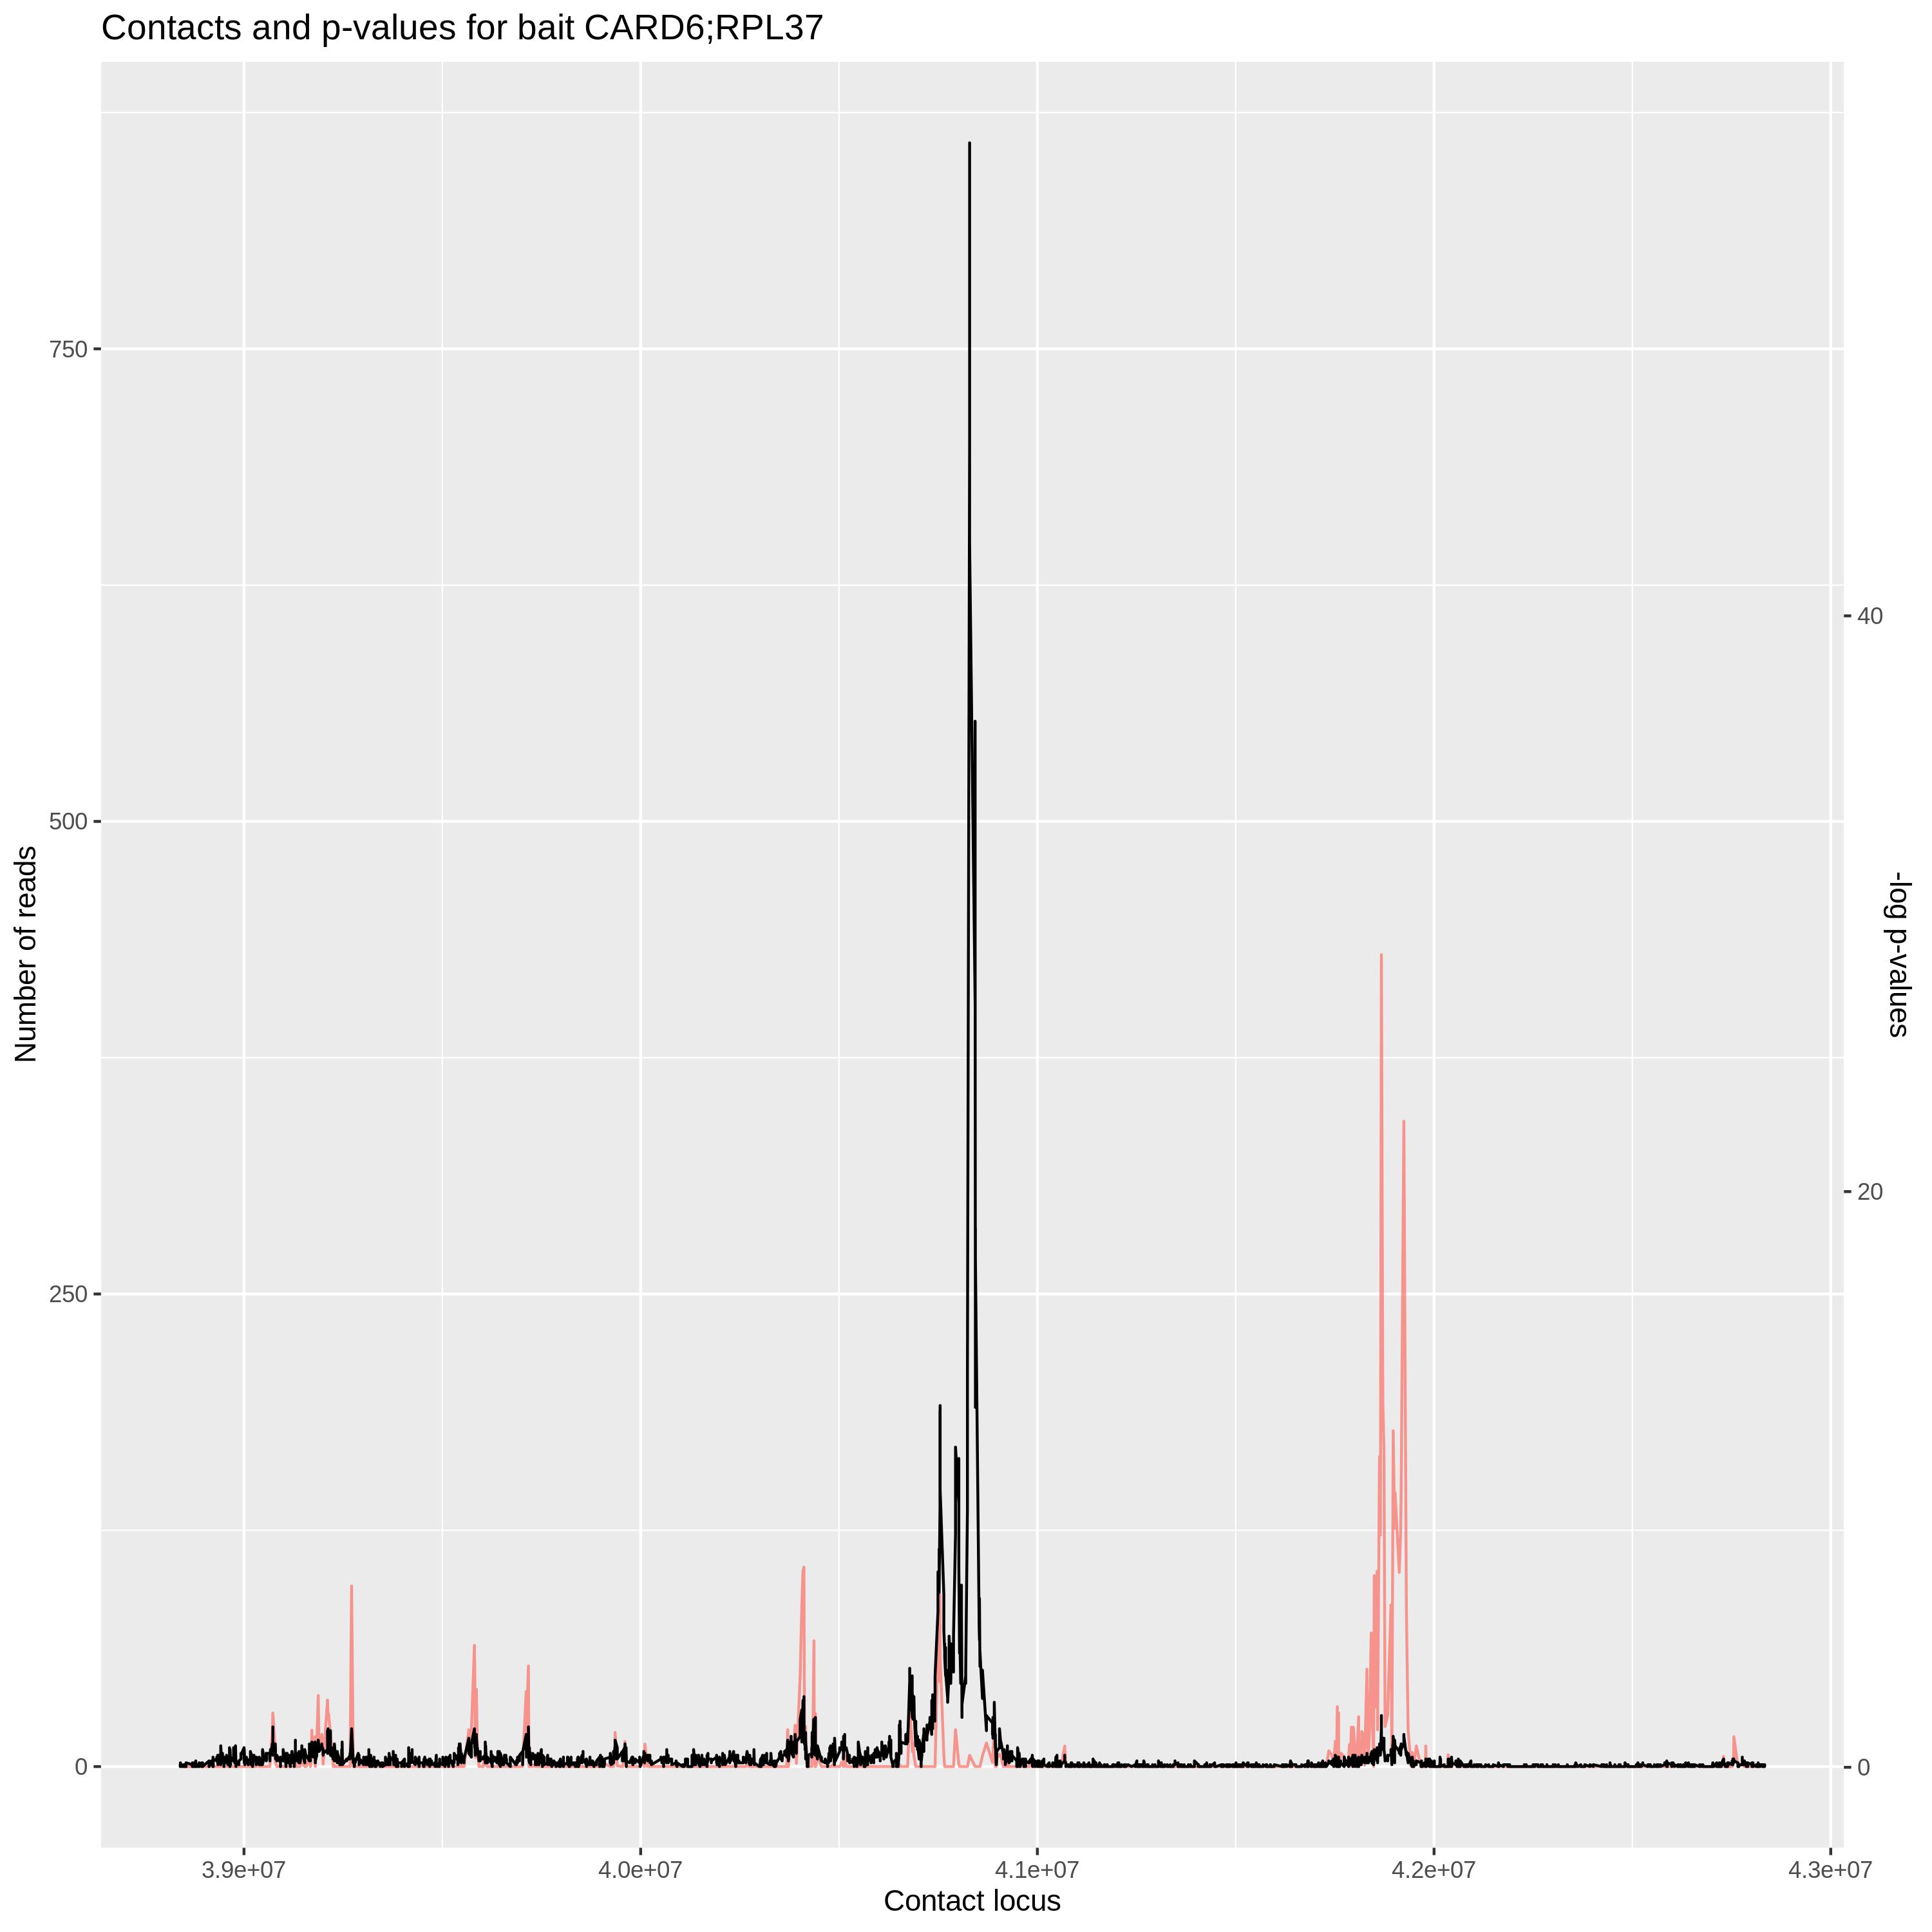 Contacts and p-values for bait CARD6;RPL37
750
500
250
0
Number of reads
40
20
0
-log p-values
3.9e+07
4.0e+07
4.1e+07
4.2e+07
4.3e+07
Contact locus